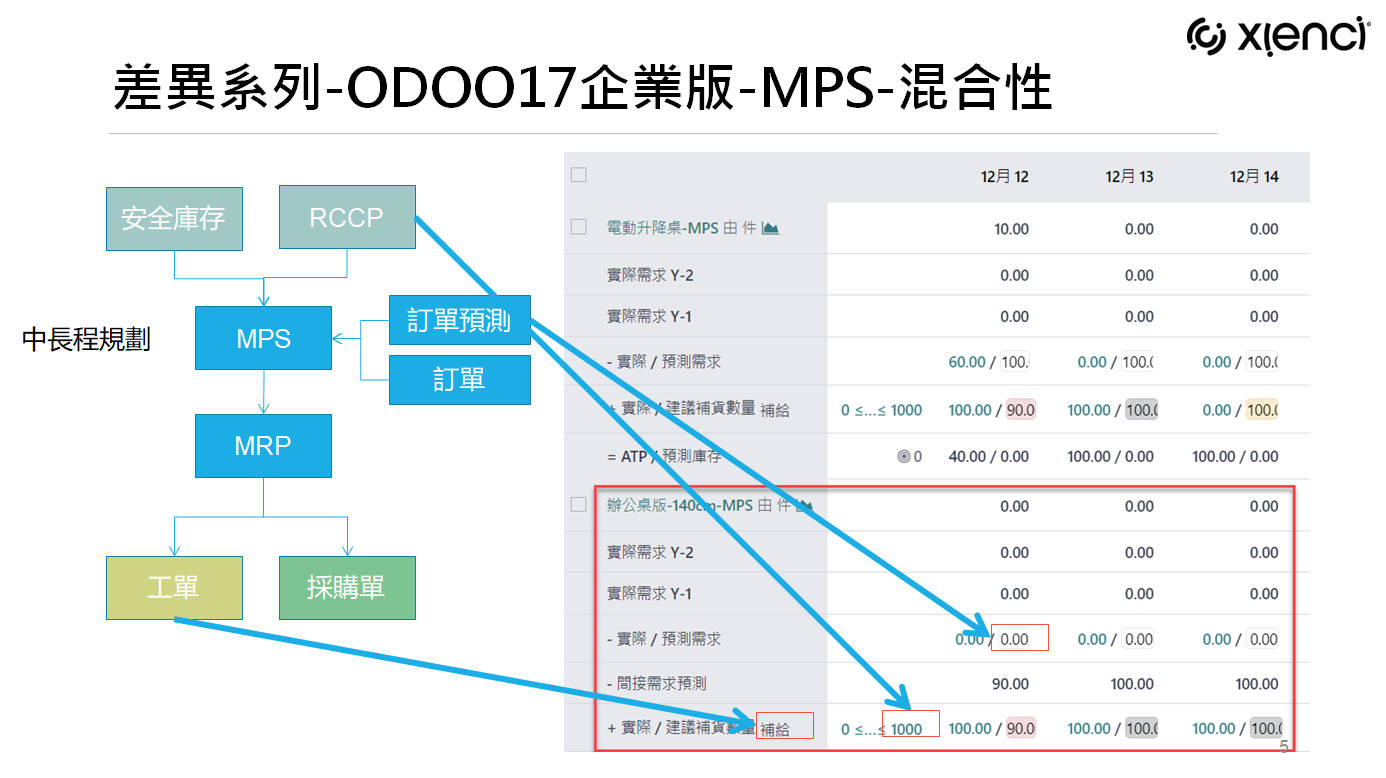 xienci
差異系列-ODOO17企業版-MPS-混合性
安全庫存
RCCP
中長程規劃
MPS
訂單預測
訂單
MRP
工單
採購單
12月 12 12月 13 12月 14
電動升降桌-MPS 由 件 10.00 0.00 0.00
實際需求 Y-2 0.00 0.00 0.00
實際需求 Y-1 0.00 0.00 0.00
- 實際 / 預測需求 60.00 / 100. 0.00 / 100.0 0.00 / 100.0
+ 實際 / 建議補貨數量 補給 0 ≤...≤ 1000 100.00 / 90.0 100.00 / 100.0 0.00 / 100.0
= ATP / 預測庫存 0 40.00 / 0.00 100.00 / 0.00 100.00 / 0.00
辦公桌版-140cm-MPS 由 件 0.00 0.00 0.00
實際需求 Y-2 0.00 0.00 0.00
實際需求 Y-1 0.00 0.00 0.00
- 實際 / 預測需求 0.00 / 0.00 0.00 / 0.00 0.00 / 0.00
- 間接需求預測 90.00 100.00 100.00
+ 實際 / 建議補貨數量 補給 0 ≤...≤ 1000 100.00 / 90.0 100.00 / 100.0 100.00 / 100.0
5